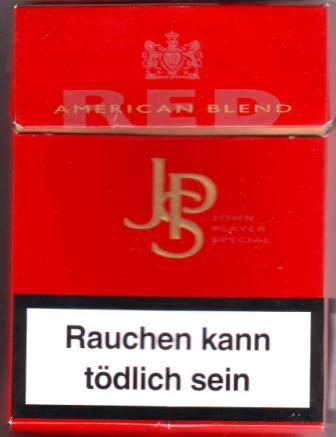 RED
AMERICAN BLEND
JPS
JOHN
PLAYER
SPECIAL
Rauchen kann
tödlich sein